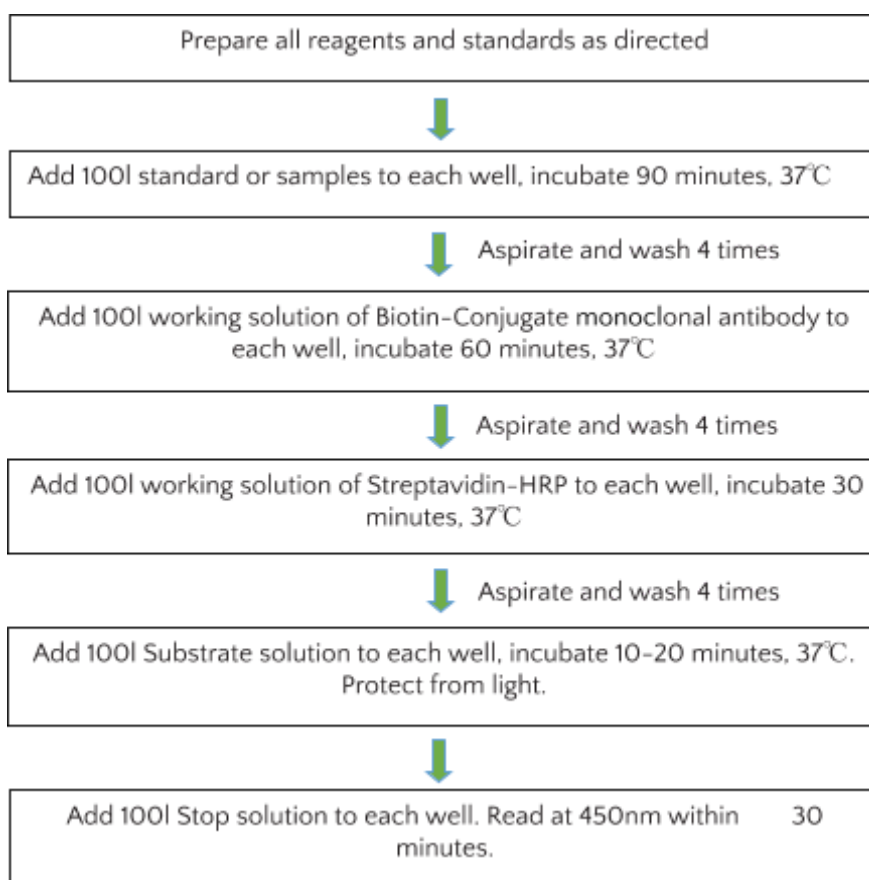 Prepare all reagents and standards as directed
Add 100l standard or samples to each well, incubate 90 minutes, 37℃
Aspirate and wash 4 times
Add 100l working solution of Biotin-Conjugate monoclonal antibody to
each well, incubate 60 minutes, 37℃
Aspirate and wash 4 times
Add 100l working solution of Streptavidin-HRP to each well, incubate 30
minutes, 37℃
Aspirate and wash 4 times
Add 100l Substrate solution to each well, incubate 10-20 minutes, 37℃.
Protect from light.
Add 100l Stop solution to each well. Read at 450nm within 30
minutes.